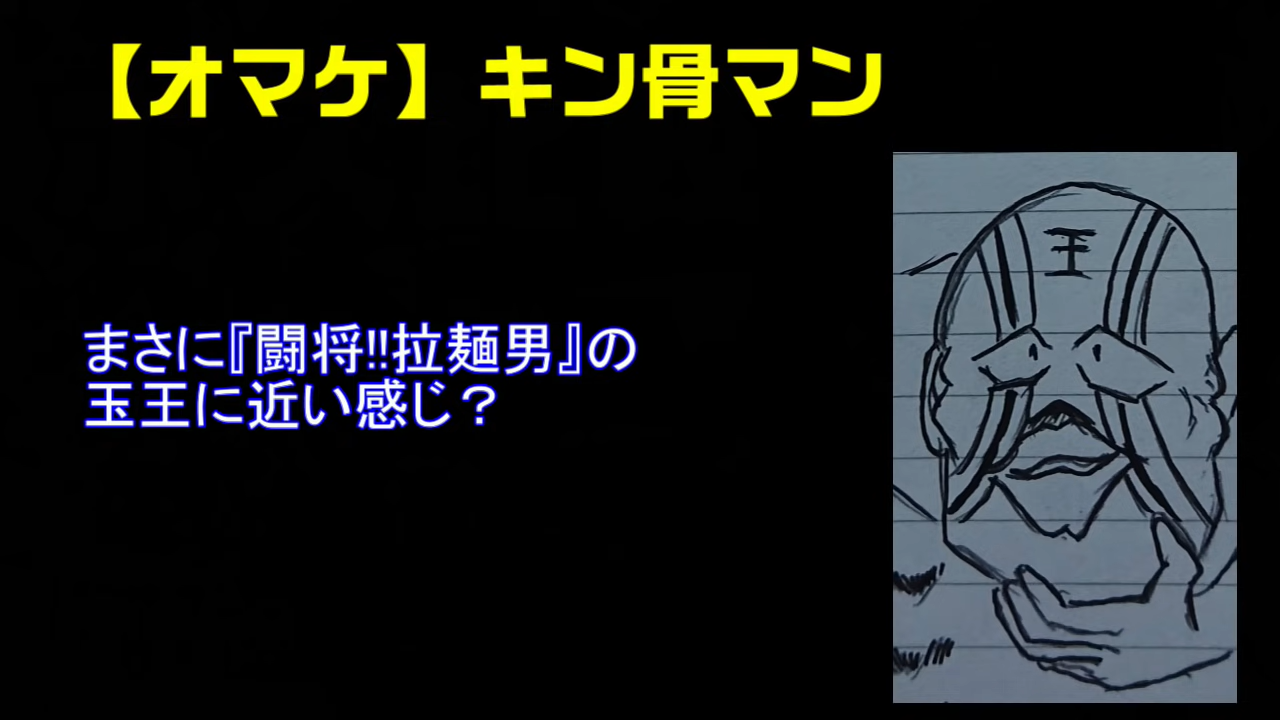 【オマケ】キン骨マン
王
まさに『闘将!!拉麺男』の
玉王に近い感じ？